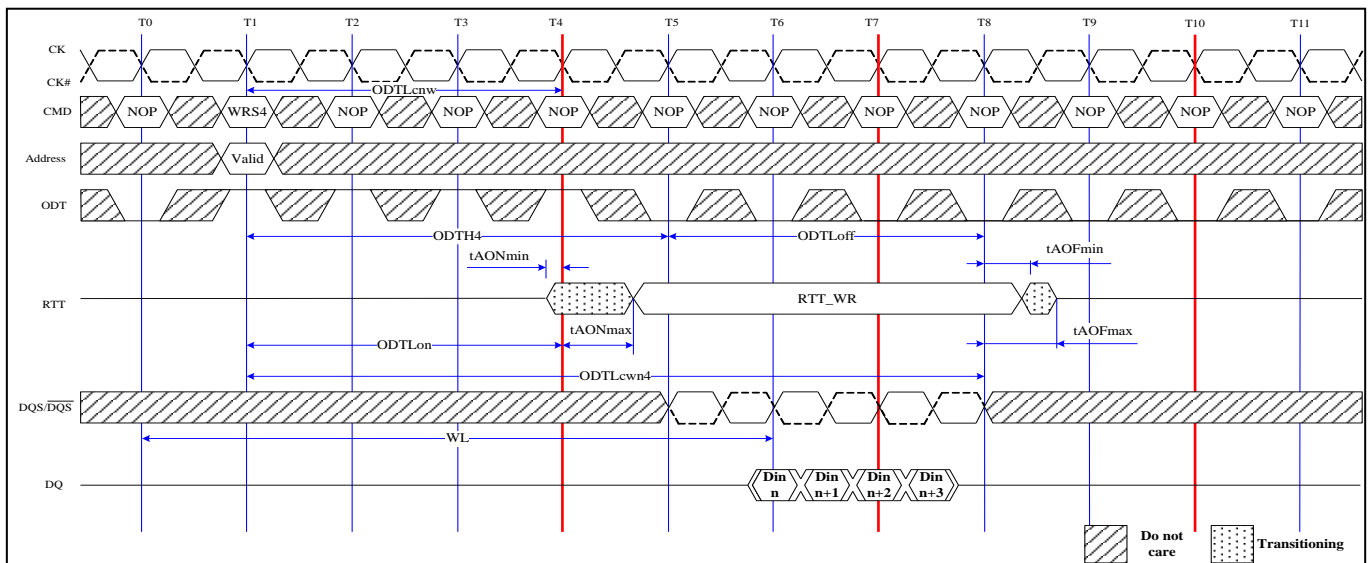 T0 T1 T2 T3 T4 T5 T6 T7 T8 T9 T10 T11
CK
CK#
ODTLcnw
CMD NOP WRS4 NOP NOP NOP NOP NOP NOP NOP NOP NOP NOP
Address Valid
ODT
ODTH4 ODTLoff
tAONmin tAOFmin
RTT RTT_WR
tAONmax tAOFmax
ODTLon
ODTLcwn4
DQS/DQS
WL
DQ Din n Din n+1 Din n+2 Din n+3
Do not care Transitioning